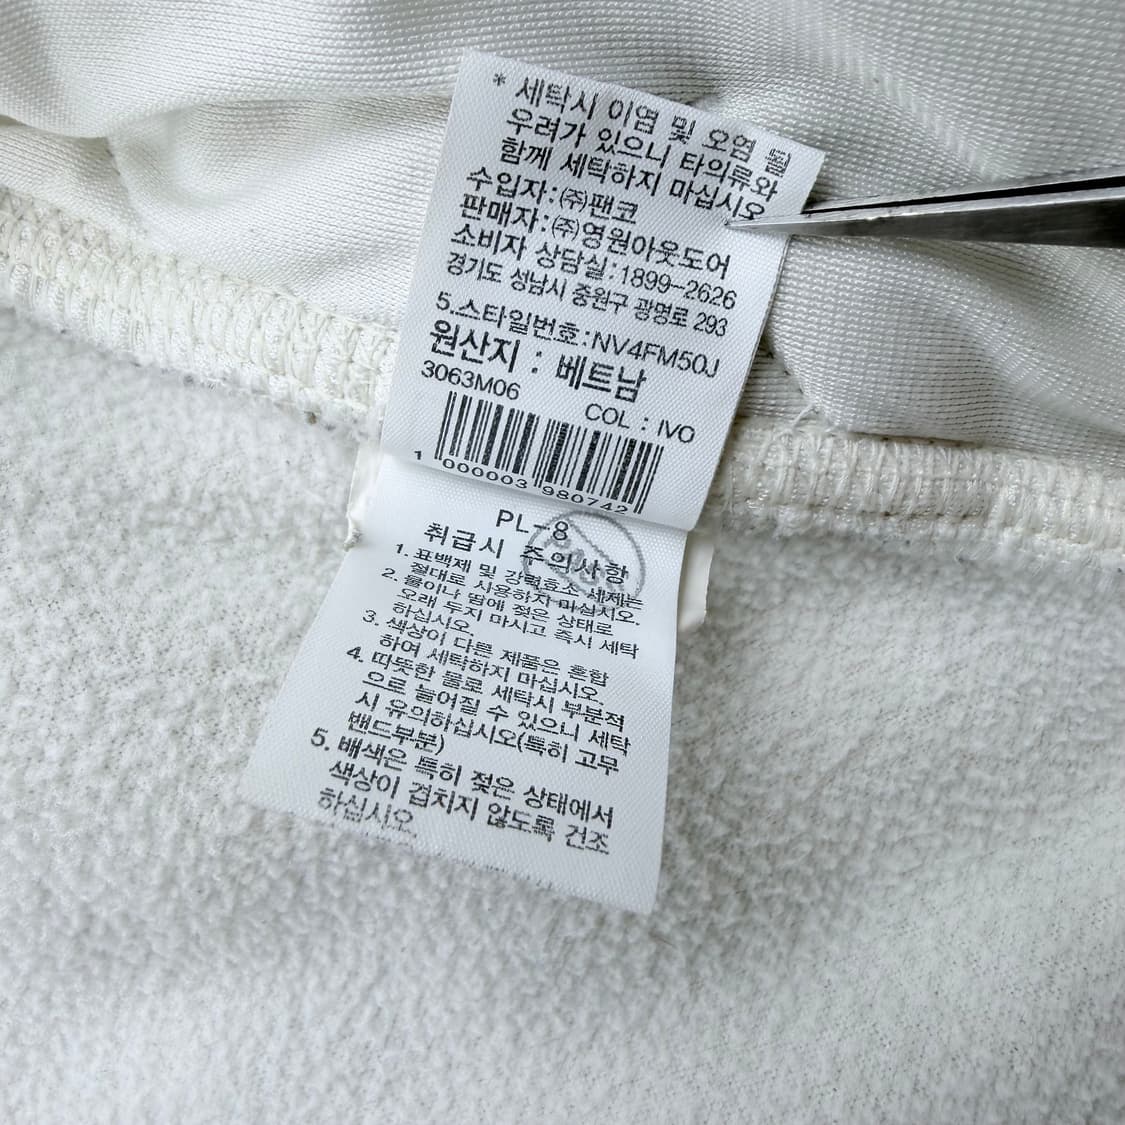 * 세탁시 이염 및 오염 될
우려가 있으니 타의류와
함께 세탁하지 마십시오
수입자:㈜팬코
판매자:㈜영원아웃도어
소비자 상담실:1899-2626
경기도 성남시 중원구 광명로 293
5.스타일번호:NV4FM50J
원산지 : 베트남
3063M06
COL : IVO
1 000003 980742
PL-8
취급시 주의사항
1. 표백제 및 강력효소 세제는
절대로 사용하지 마십시오.
2. 물이나 땀에 젖은 상태로
오래 두지 마시고 즉시 세탁
하십시오.
3. 색상이 다른 제품은 혼합
하여 세탁하지 마십시오.
4. 따뜻한 물로 세탁시 부분적
으로 늘어질 수 있으니 세탁
시 유의하십시오(특히 고무
밴드부분)
5. 배색은 특히 젖은 상태에서
색상이 겹치지 않도록 건조
하십시오